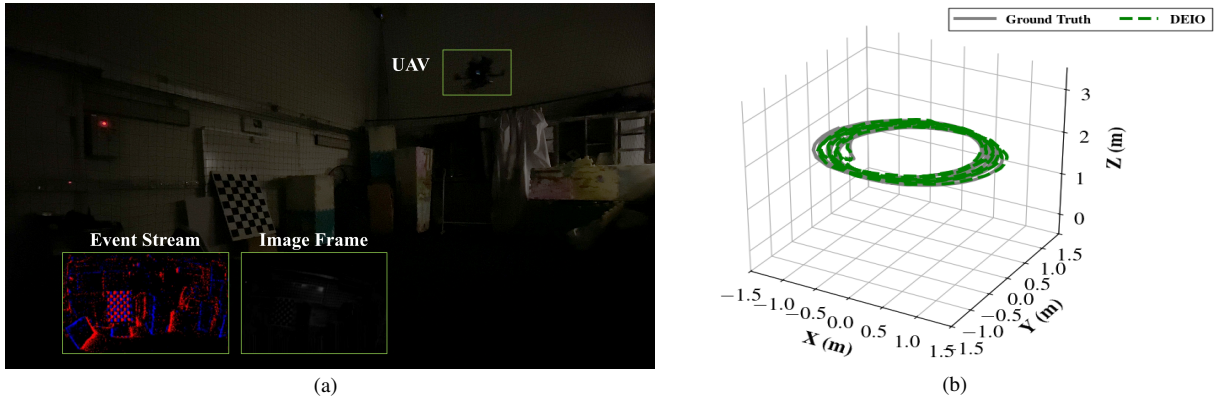 UAV
Event Stream
Image Frame
(a)
Ground Truth
DEIO
3
2
1
0
Z (m)
−1.5
−1.0
−0.5
0.0
0.5
1.0
1.5
X (m)
−1.5
−1.0
−0.5
0.0
0.5
1.0
1.5
Y (m)
(b)